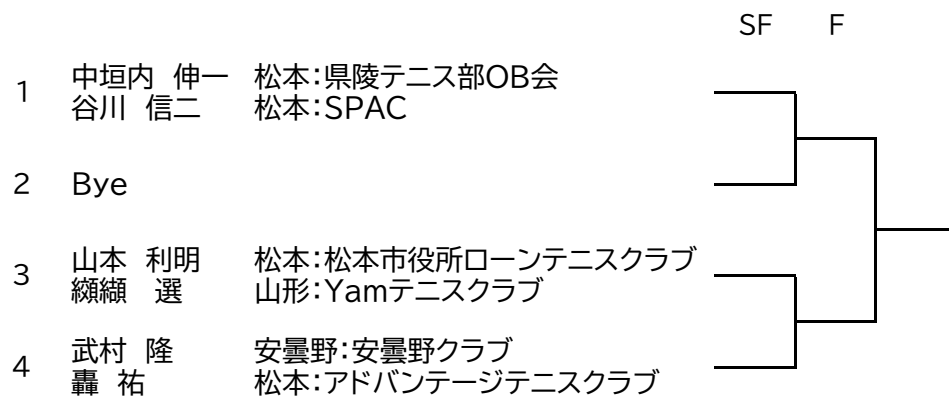 SF F
1 中垣内 伸一 松本：県陵テニス部OB会
谷川 信二 松本：SPAC
2 Bye
3 山本 利明 松本：松本市役所ローンテニスクラブ
纐纈 選 山形：Yamテニスクラブ
4 武村 隆 安曇野：安曇野クラブ
轟 祐 松本：アドバンテージテニスクラブ